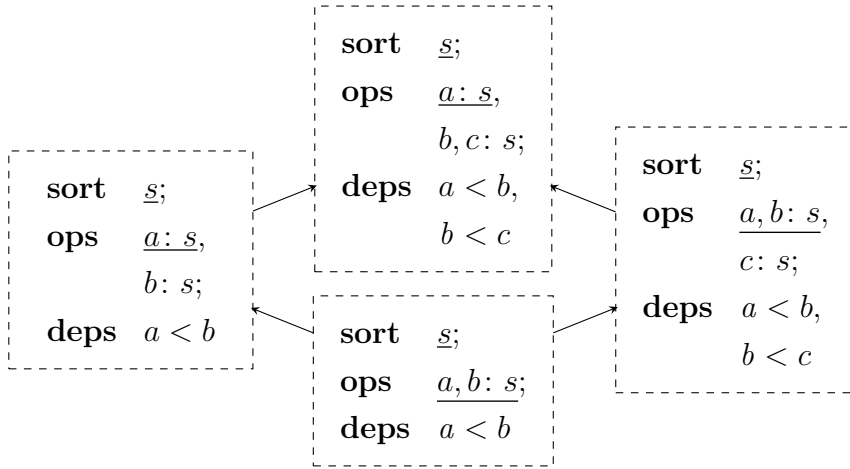 sort s;
ops a: s,
b, c: s;
deps a < b,
b < c
sort s;
ops a: s,
b: s;
deps a < b
sort s;
ops a, b: s,
c: s;
deps a < b,
b < c
sort s;
ops a, b: s;
deps a < b